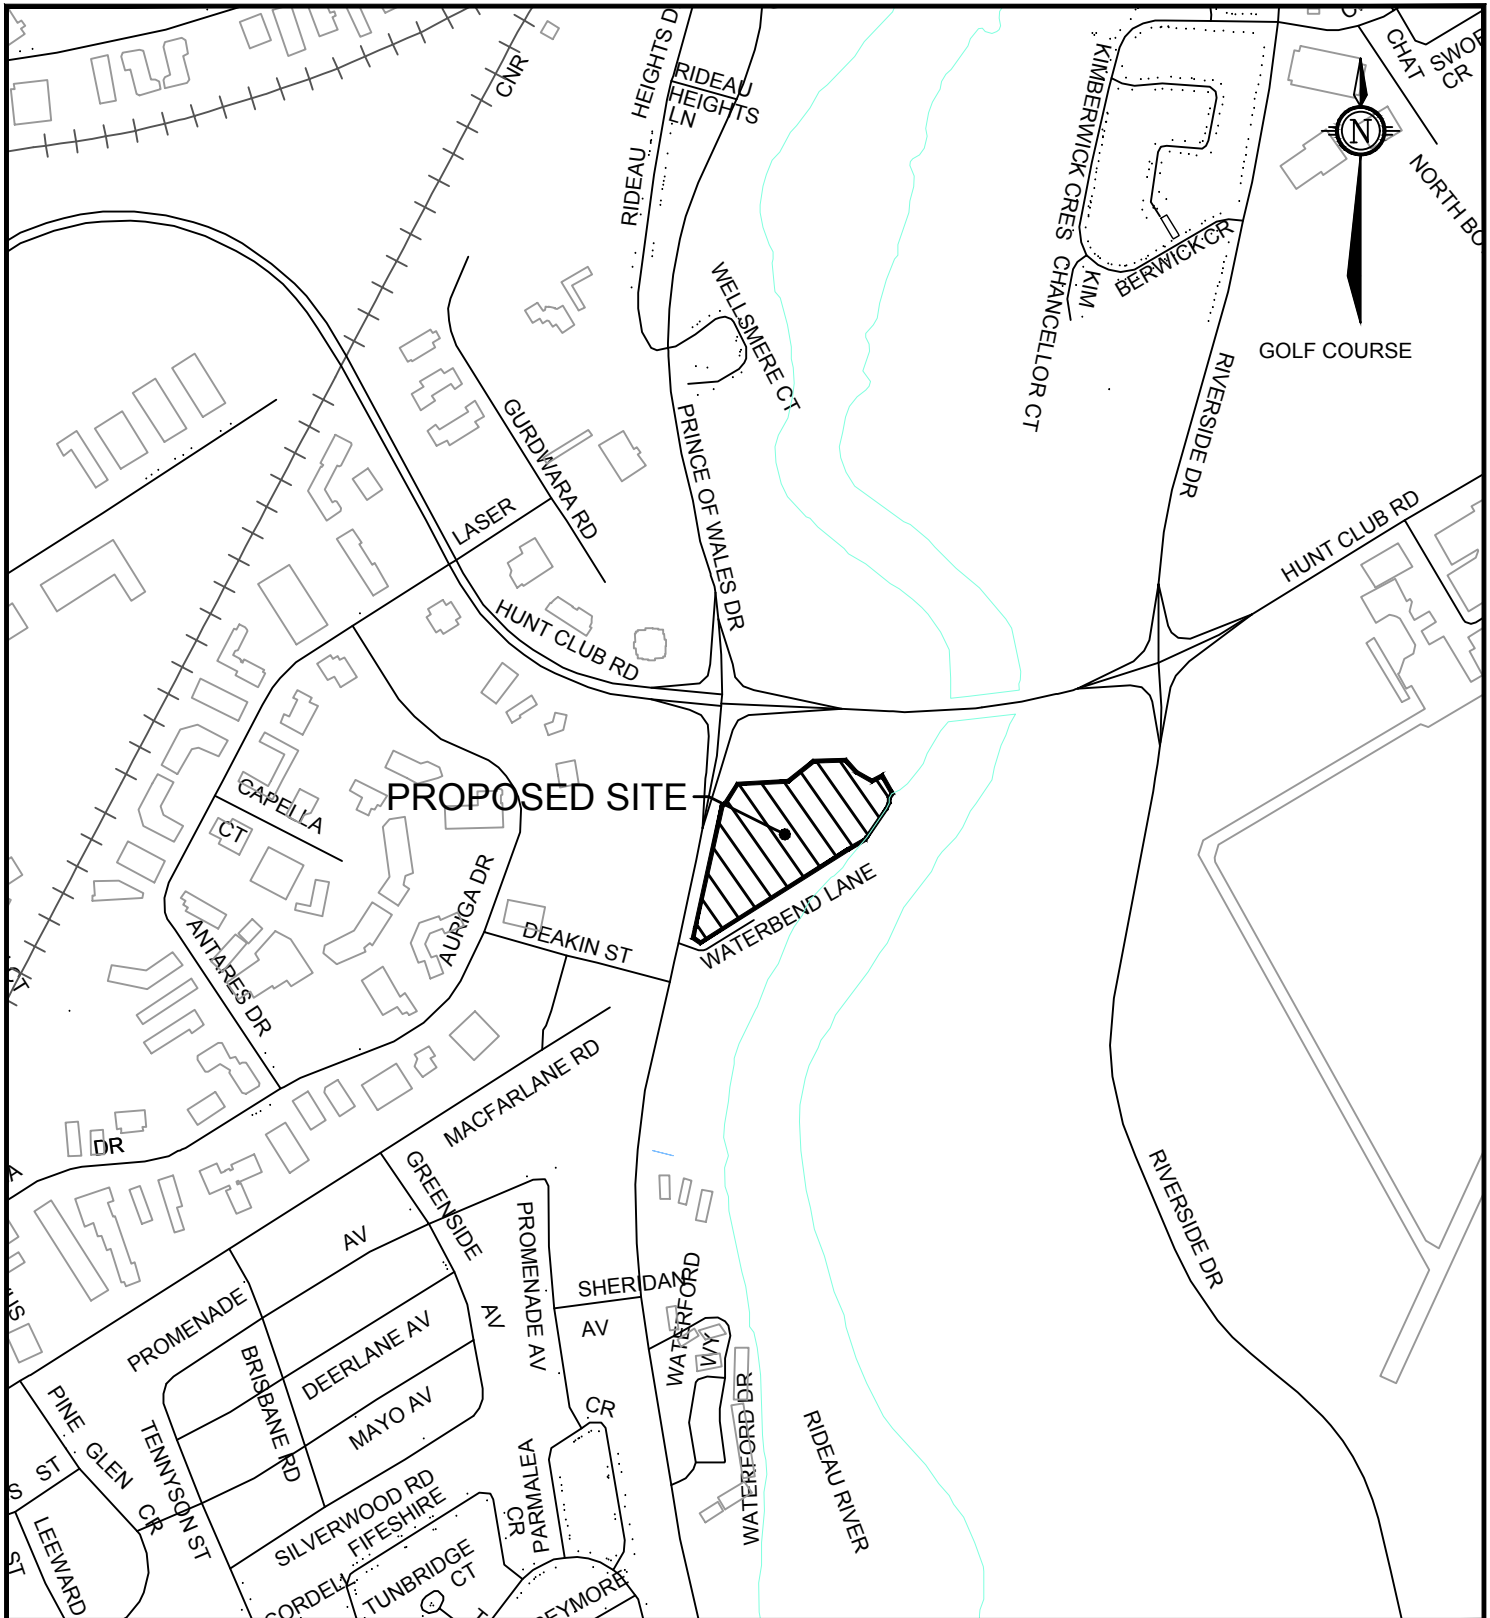 CNR
RIDEAU HEIGHTS D
RIDEAU
HEIGHTS
LN
KIMBERWICK CRES
CHAT
CR
N
NORTH BO
BERWICK CR
KIM
CHANCELLOR CT
GOLF COURSE
WELLSMERE CT
RIVERSIDE DR
PRINCE OF WALES DR
GURDWARA RD
LASER
HUNT CLUB RD
HUNT CLUB RD
PROPOSED SITE
CAPELLA
CT
AURIGA DR
WATERBEND LANE
DEAKIN ST
ANTARES DR
MACFARLANE RD
DR
GREENSIDE
AV
PROMENADE AV
AV
PROMENADE
SHERIDAN
AV
WATERFORD
WY
RIVERSIDE DR
DEERLANE AV
BRISBANE RD
MAYO AV
PINE GLEN CR
TENNYSON ST
CR
WATERFORD DR
RIDEAU RIVER
ST
SILVERWOOD RD
FIFESHIRE
CR
PARMALEA
LEEWARD
ST
TUNBRIDGE
CT